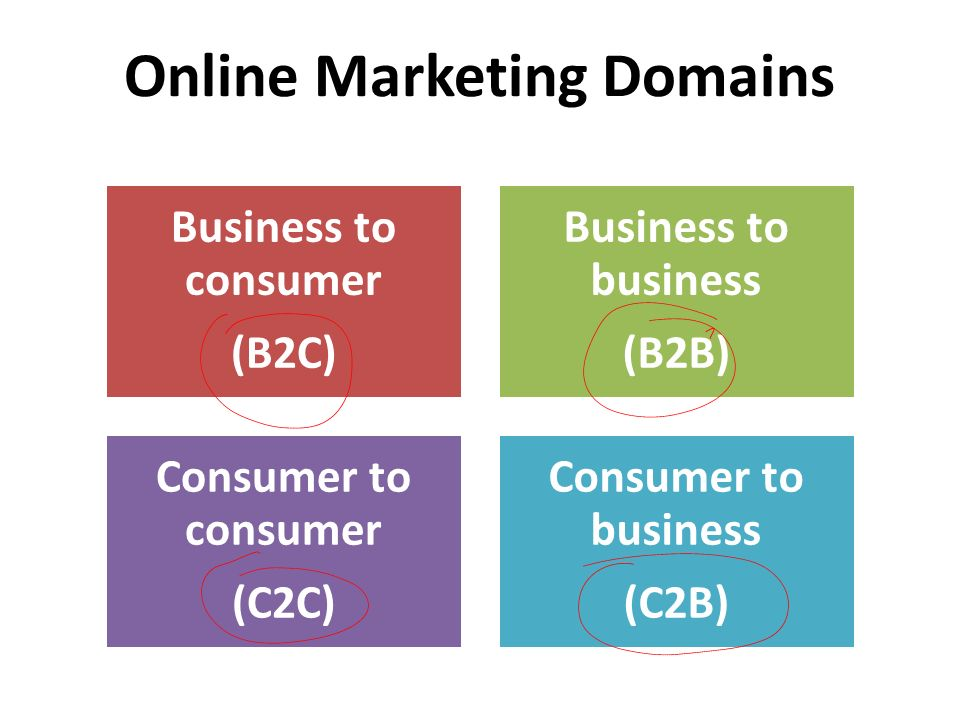 Online Marketing Domains
Business to
consumer
(B2C)
Business to
business
(B2B)
Consumer to
consumer
(C2C)
Consumer to
business
(C2B)